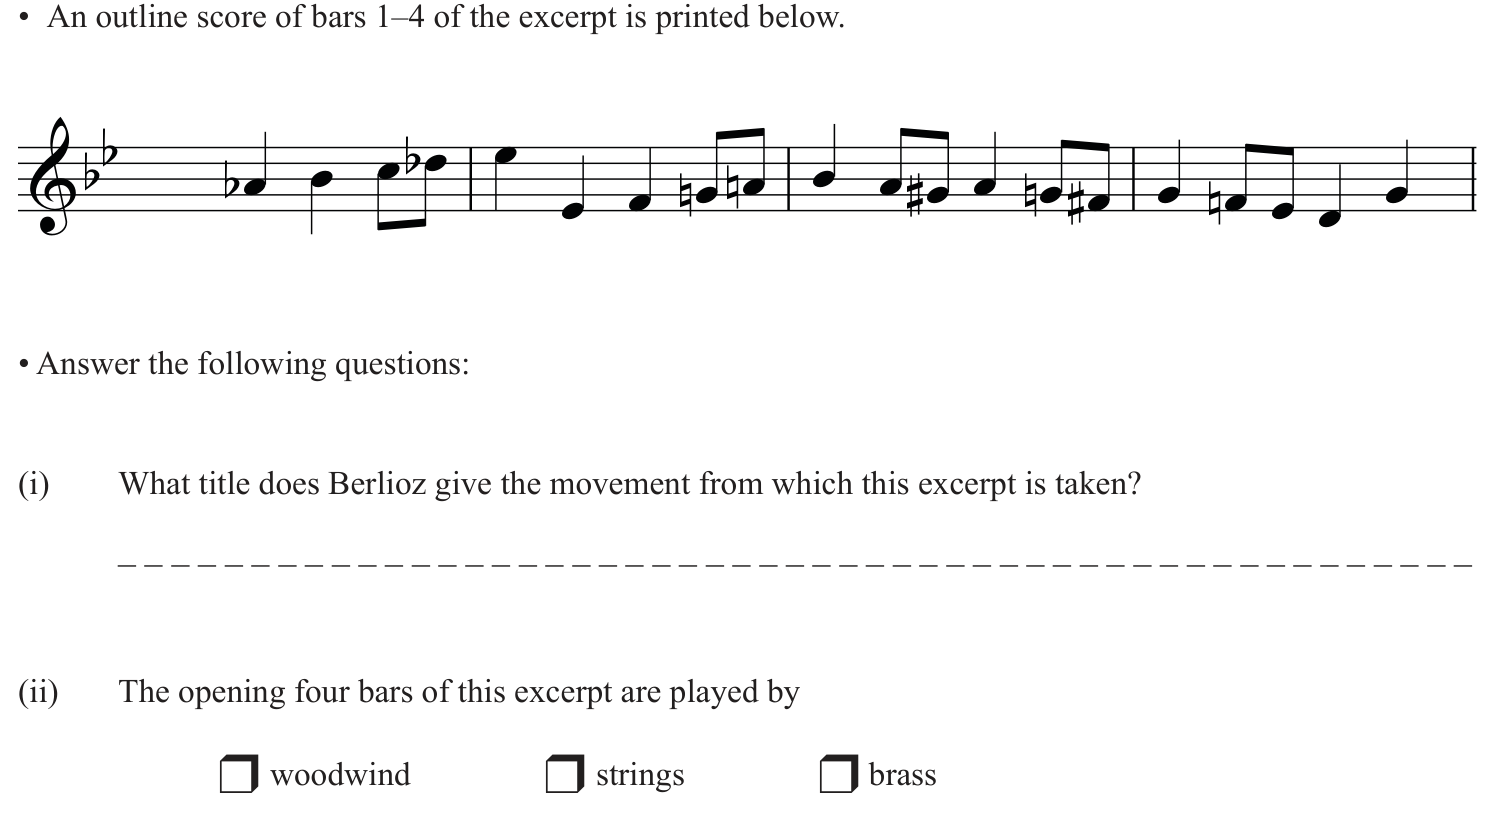 • An outline score of bars 1–4 of the excerpt is printed below.
• Answer the following questions:
(i) What title does Berlioz give the movement from which this excerpt is taken?
(ii) The opening four bars of this excerpt are played by
woodwind strings brass